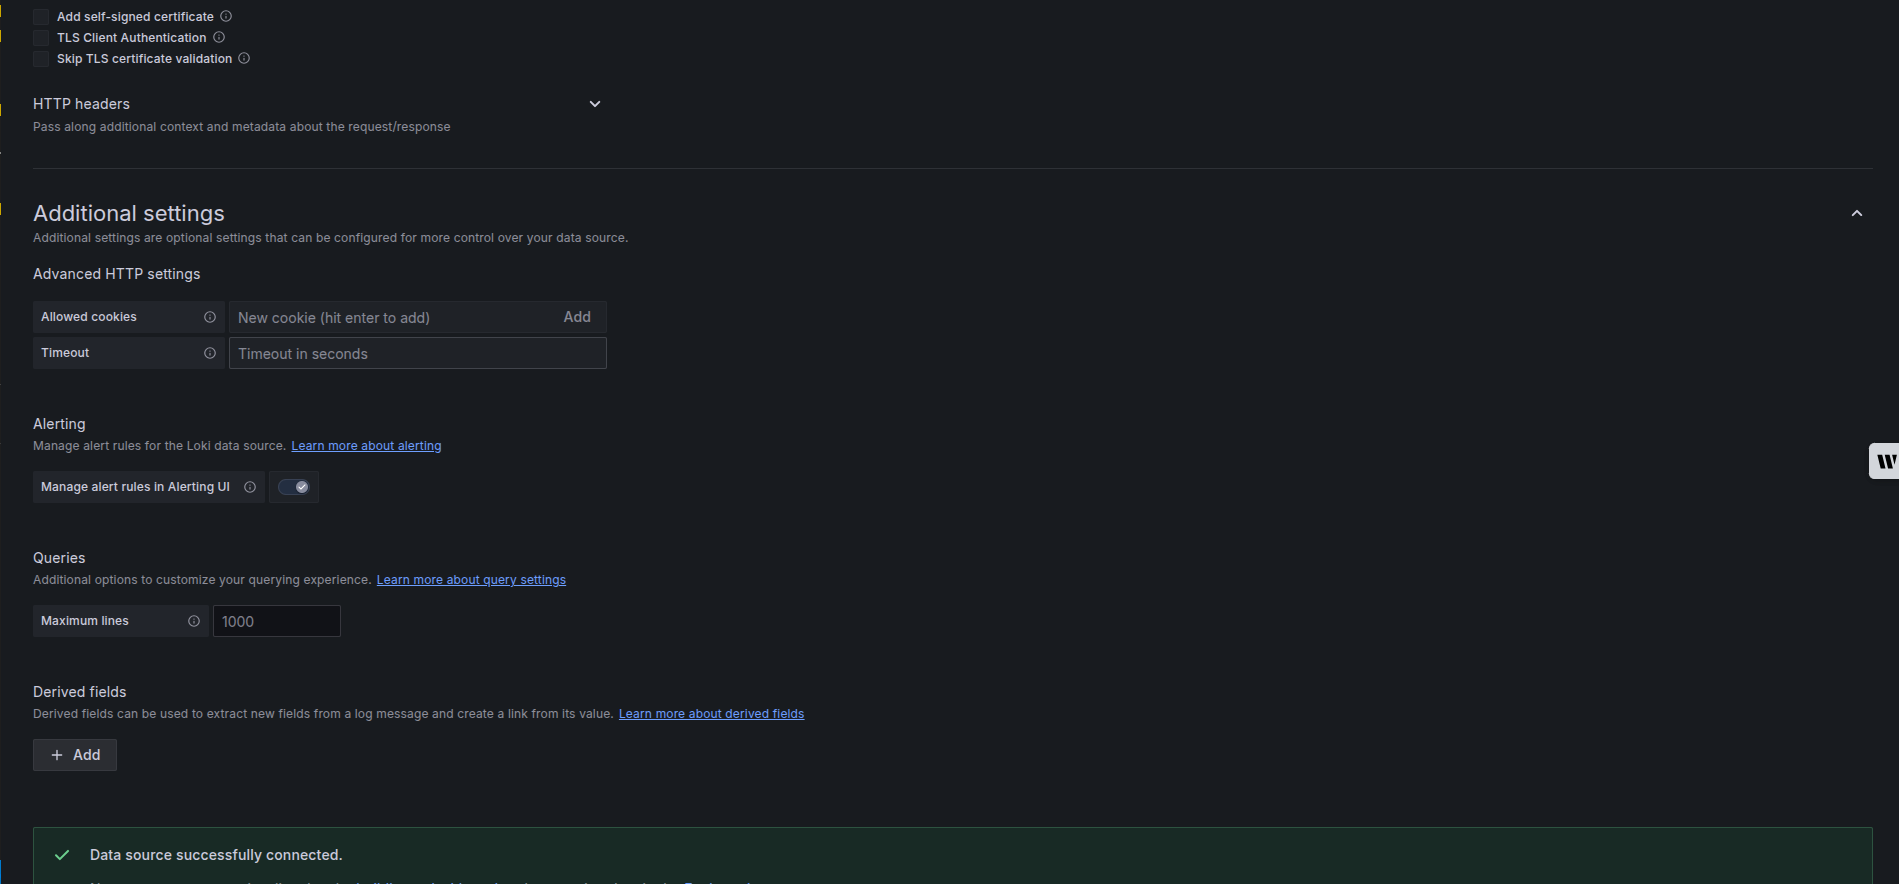 Add self-signed certificate
TLS Client Authentication
Skip TLS certificate validation
HTTP headers
Pass along additional context and metadata about the request/response
Additional settings
Additional settings are optional settings that can be configured for more control over your data source.
Advanced HTTP settings
Allowed cookies New cookie (hit enter to add) Add
Timeout Timeout in seconds
Alerting
Manage alert rules for the Loki data source. Learn more about alerting
Manage alert rules in Alerting UI
Queries
Additional options to customize your querying experience. Learn more about query settings
Maximum lines 1000
Derived fields
Derived fields can be used to extract new fields from a log message and create a link from its value. Learn more about derived fields
+ Add
Data source successfully connected.